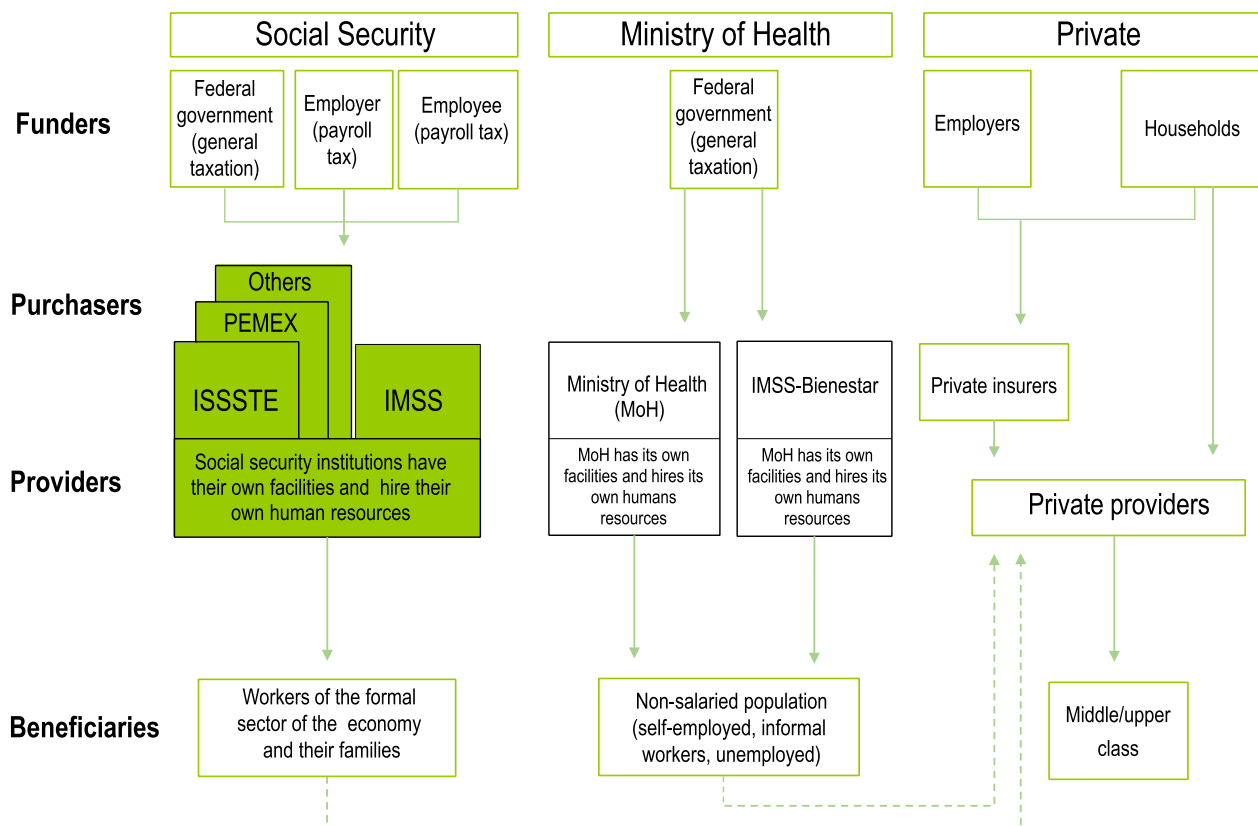 Social Security
Ministry of Health
Private
Funders
Federal
government
(general
taxation)
Employer
(payroll
tax)
Employee
(payroll tax)
Federal
government
(general
taxation)
Employers
Households
Purchasers
Others
PEMEX
ISSSTE
IMSS
Ministry of Health
(MoH)
IMSS-Bienestar
Private insurers
Providers
Social security institutions have
their own facilities and hire their
own human resources
MoH has its own
facilities and hires its
own humans
resources
MoH has its own
facilities and hires its
own humans
resources
Private providers
Beneficiaries
Workers of the formal
sector of the economy
and their families
Non-salaried population
(self-employed, informal
workers, unemployed)
Middle/upper
class